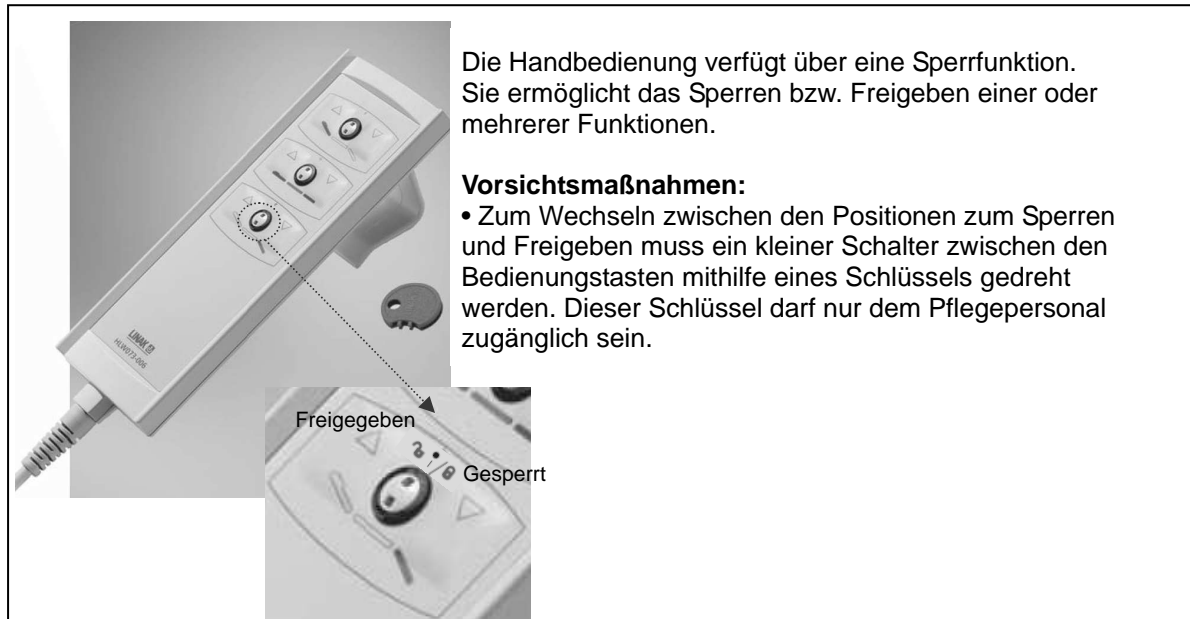 Die Handbedienung verfügt über eine Sperrfunktion.
Sie ermöglicht das Sperren bzw. Freigeben einer oder
mehrerer Funktionen.
Vorsichtsmaßnahmen:
• Zum Wechseln zwischen den Positionen zum Sperren
und Freigeben muss ein kleiner Schalter zwischen den
Bedienungstasten mithilfe eines Schlüssels gedreht
werden. Dieser Schlüssel darf nur dem Pflegepersonal
zugänglich sein.
LINAK
HLW073-006
Freigegeben
Gesperrt